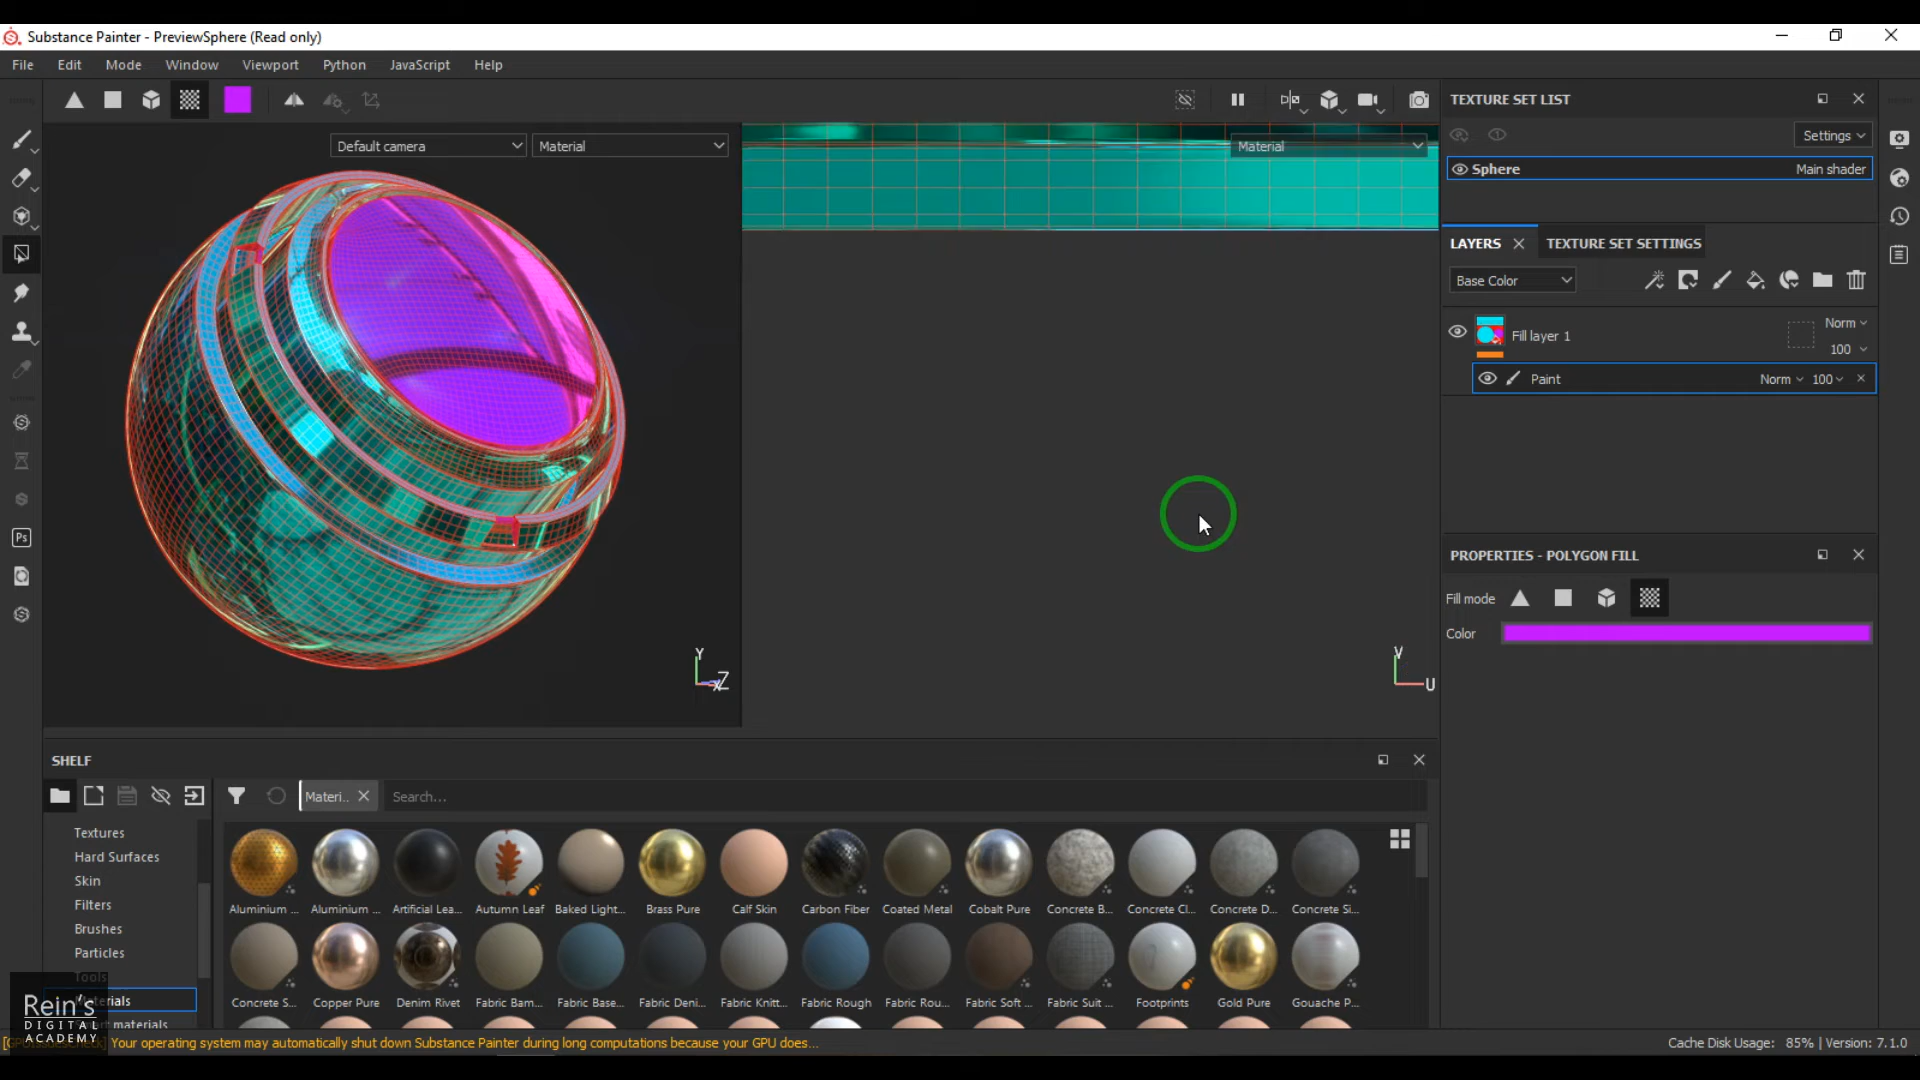 Substance Painter - PreviewSphere (Read only)
File Edit Mode Window Viewport Python JavaScript Help
Default camera Material Material
TEXTURE SET LIST
Settings
Sphere Main shader
LAYERS TEXTURE SET SETTINGS
Base Color
Norm
Fill layer 1
100
Paint Norm 100
PROPERTIES - POLYGON FILL
Fill mode
Color
Y
Z
X
V
U
Ps
SHELF
Materi.. Search...
Textures
Hard Surfaces
Skin
Filters
Brushes
Particles
Tools
Aluminium ... Aluminium ... Artificial Lea... Autumn Leaf Baked Light... Brass Pure Calf Skin Carbon Fiber Coated Metal Cobalt Pure Concrete B... Concrete Cl... Concrete D... Concrete Si...
Concrete S... Copper Pure Denim Rivet Fabric Bam... Fabric Base... Fabric Deni... Fabric Knitt... Fabric Rough Fabric Rou... Fabric Soft ... Fabric Suit ... Footprints Gold Pure Gouache P...
Rein's
DIGITAL
ACADEMY
Your operating system may automatically shut down Substance Painter during long computations because your GPU does...
Cache Disk Usage: 85% | Version: 7.1.0